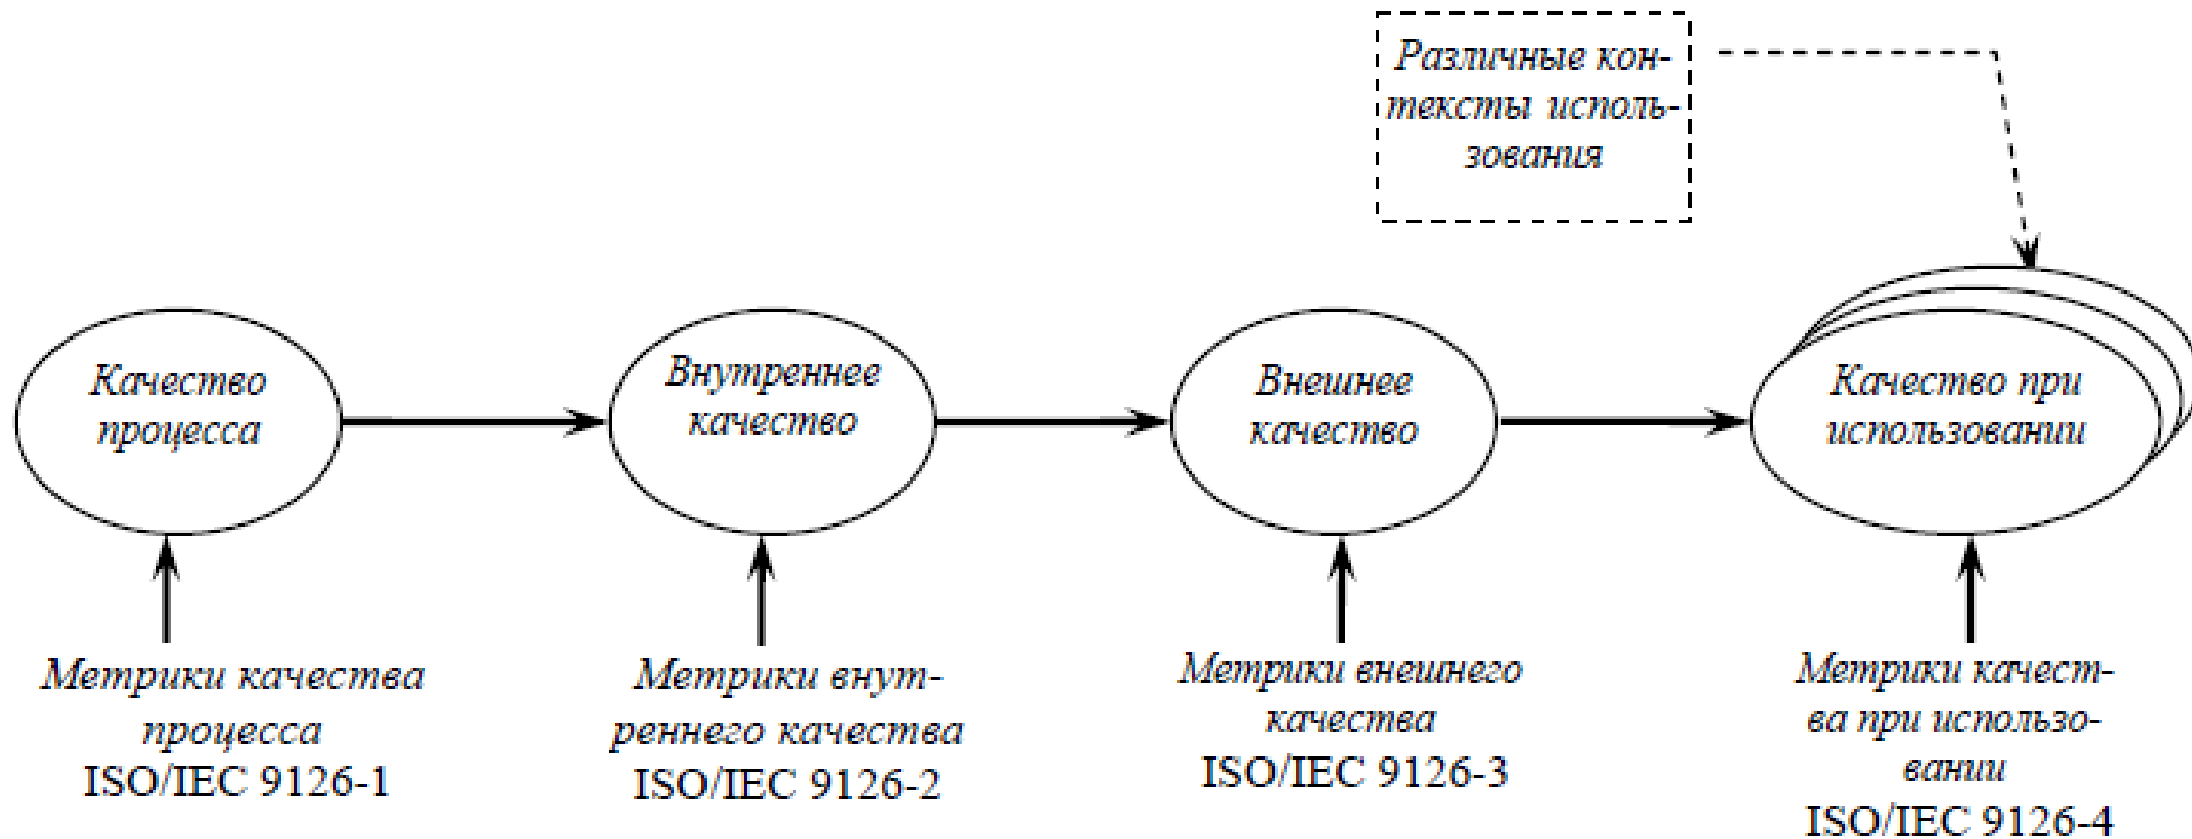 Различные кон-
тексты исполь-
зования
Качество
процесса
Внутреннее
качество
Внешнее
качество
Качество при
использовании
Метрики качества
процесса
ISO/IEC 9126-1
Метрики внут-
реннего качества
ISO/IEC 9126-2
Метрики внешнего
качества
ISO/IEC 9126-3
Метрики качест-
ва при использо-
вании
ISO/IEC 9126-4